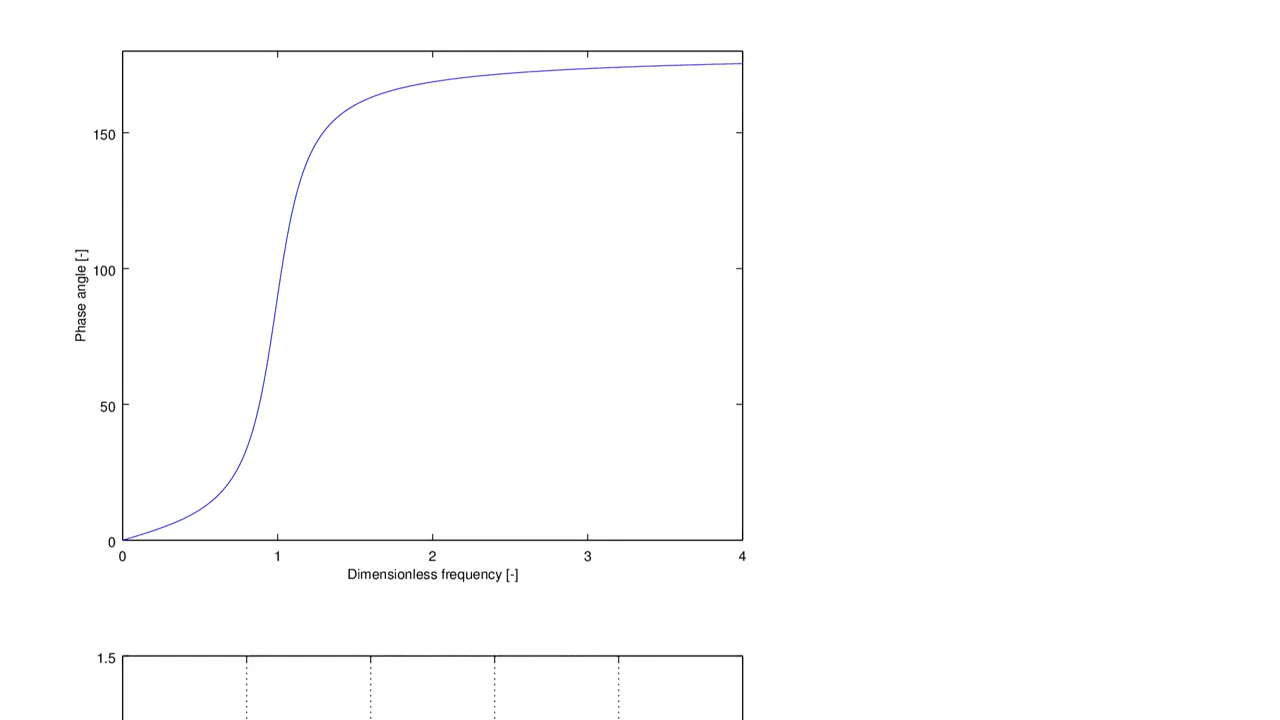 150
100
50
0
Phase angle [-]
0 1 2 3 4
Dimensionless frequency [-]
1.5